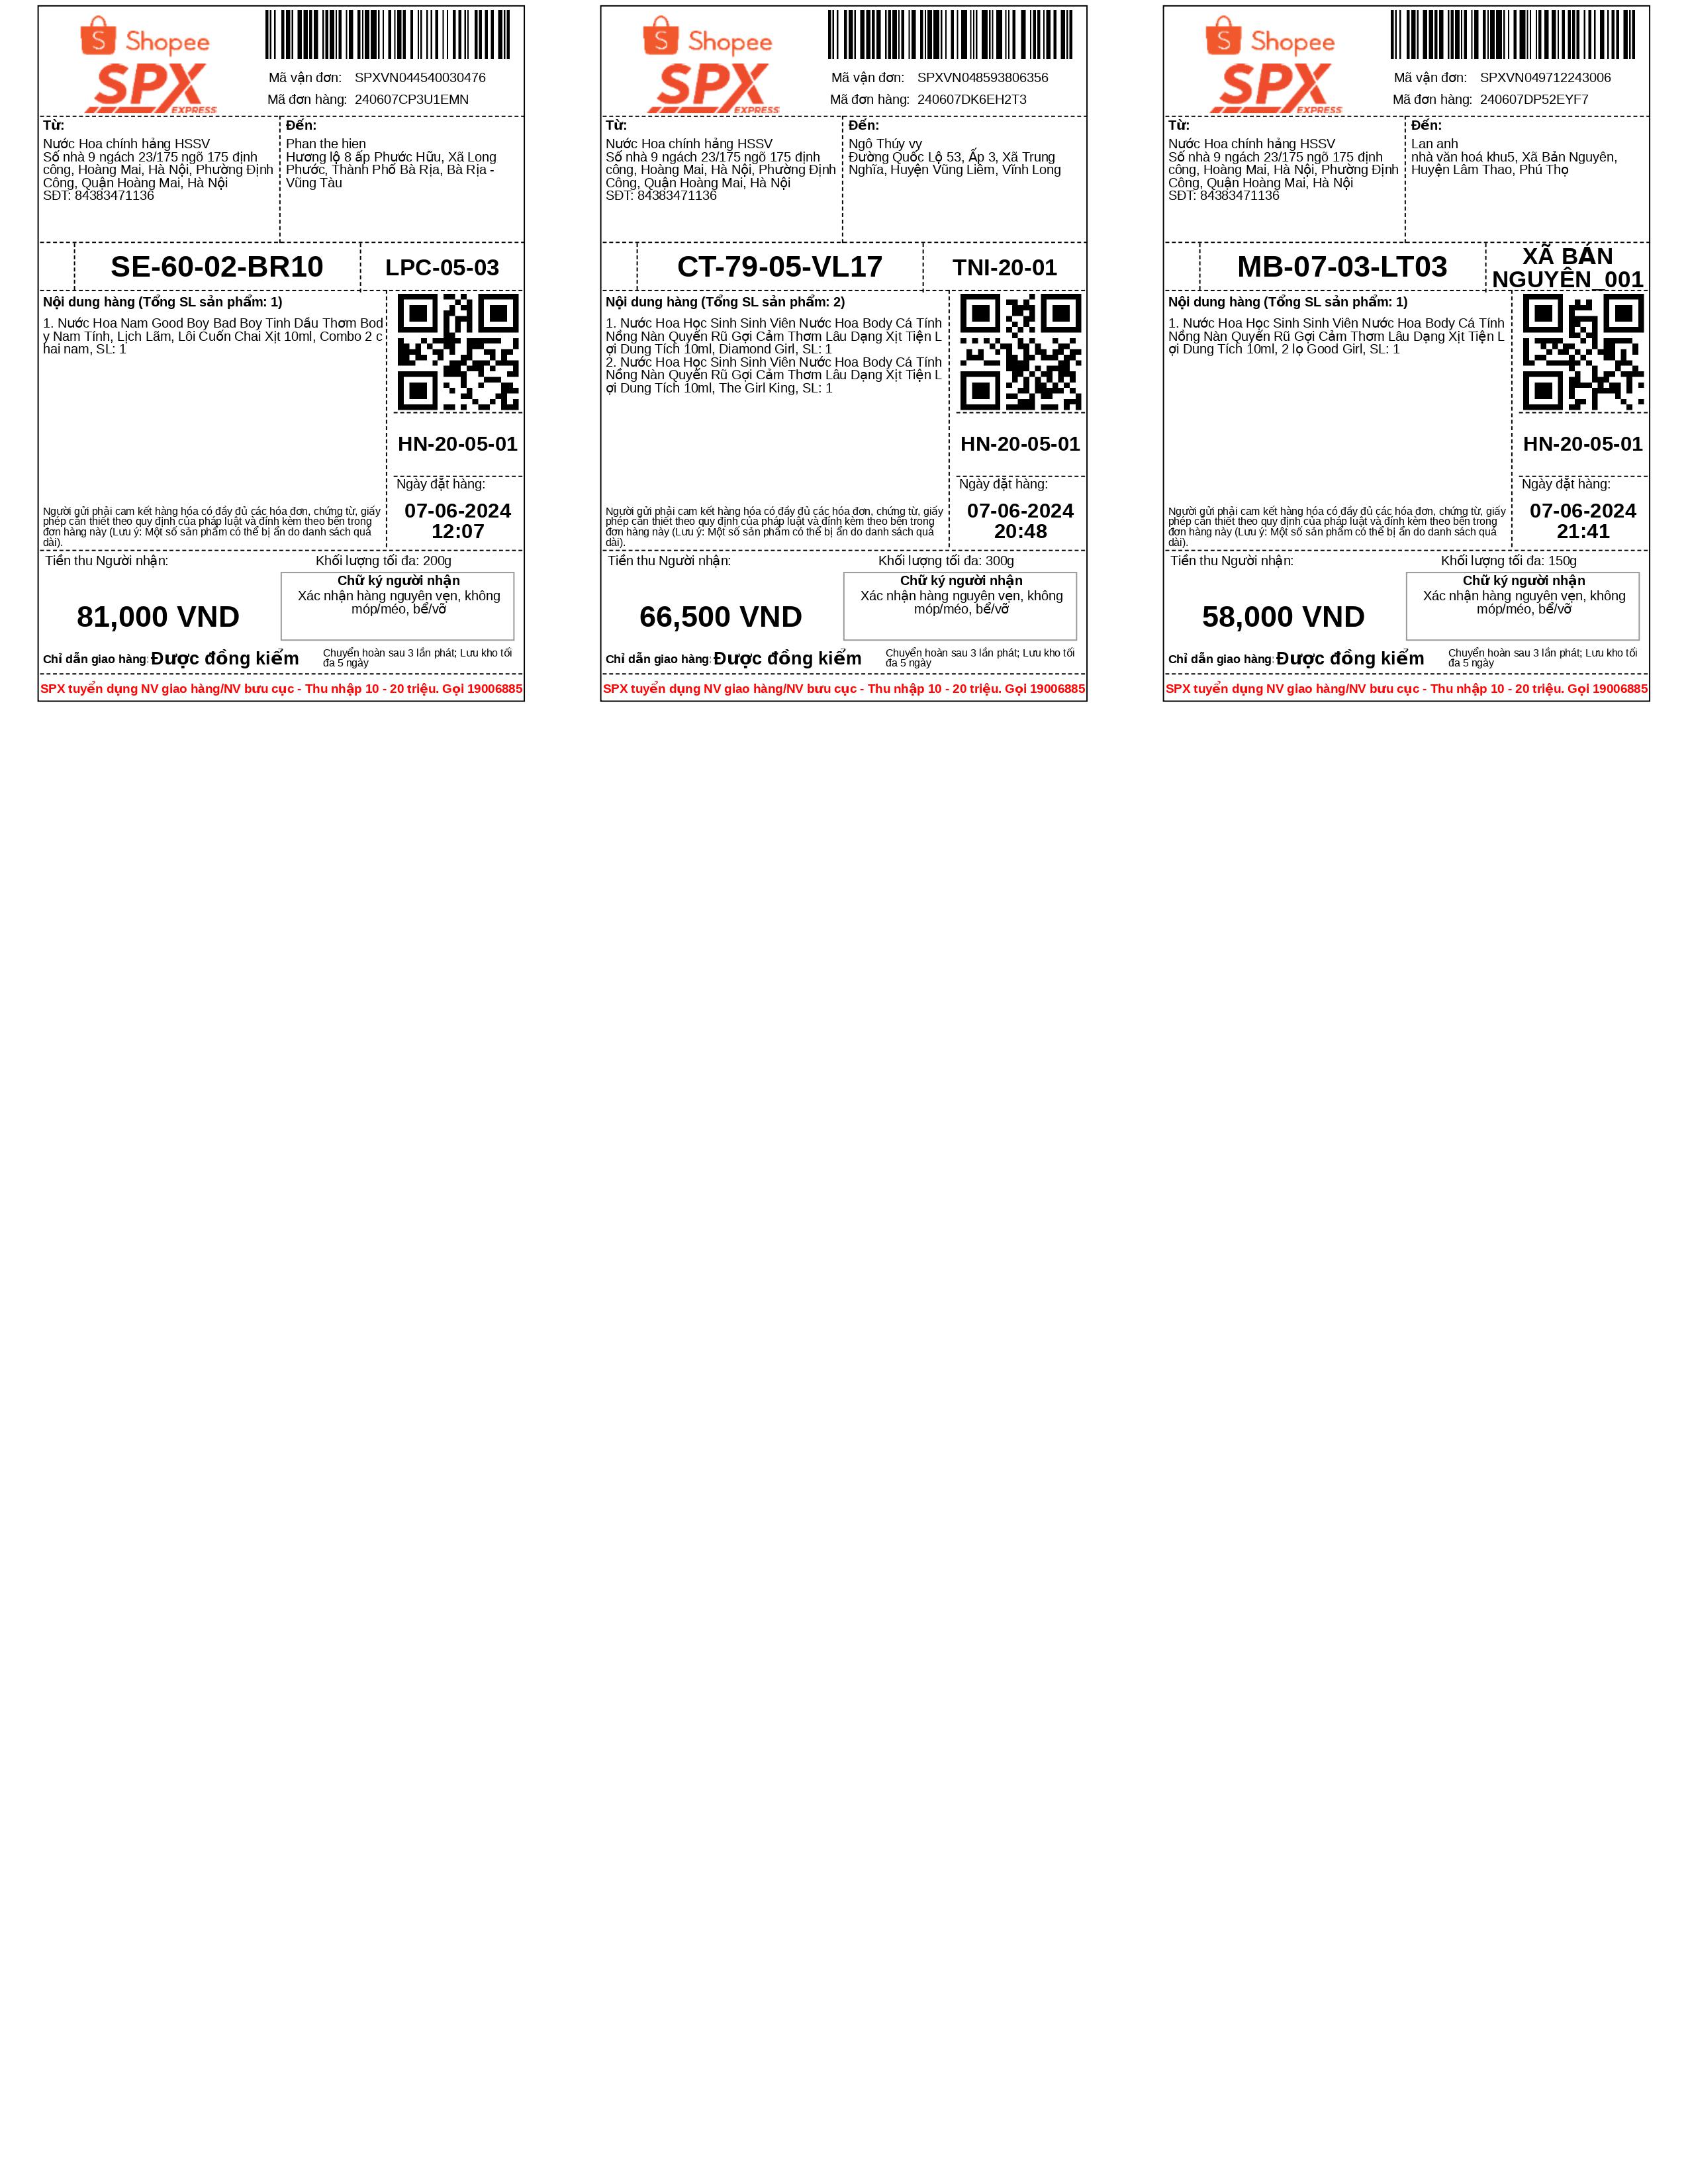 Shopee
SPX
EXPRESS
Mã vận đơn: SPXVN044540030476
Mã đơn hàng: 240607CP3U1EMN
Từ:
Nước Hoa chính hảng HSSV
Số nhà 9 ngách 23/175 ngõ 175 định
công, Hoàng Mai, Hà Nội, Phường Định
Công, Quận Hoàng Mai, Hà Nội
SĐT: 84383471136
Đến:
Phan the hien
Hương lộ 8 ấp Phước Hữu, Xã Long
Phước, Thành Phố Bà Rịa, Bà Rịa -
Vũng Tàu
SE-60-02-BR10
LPC-05-03
Nội dung hàng (Tổng SL sản phẩm: 1)
1. Nước Hoa Nam Good Boy Bad Boy Tinh Dầu Thơm Bod
y Nam Tính, Lịch Lãm, Lôi Cuốn Chai Xịt 10ml, Combo 2 c
hai nam, SL: 1
HN-20-05-01
Ngày đặt hàng:
07-06-2024
12:07
Người gửi phải cam kết hàng hóa có đầy đủ các hóa đơn, chứng từ, giấy
phép cần thiết theo quy định của pháp luật và đính kèm theo bên trong
đơn hàng này (Lưu ý: Một số sản phẩm có thể bị ẩn do danh sách quá
dài).
Tiền thu Người nhận:
Khối lượng tối đa: 200g
81,000 VND
Chữ ký người nhận
Xác nhận hàng nguyên vẹn, không
móp/méo, bể/vỡ
Chỉ dẫn giao hàng: Được đồng kiểm
Chuyển hoàn sau 3 lần phát; Lưu kho tối
đa 5 ngày
SPX tuyển dụng NV giao hàng/NV bưu cục - Thu nhập 10 - 20 triệu. Gọi 19006885
Shopee
SPX
EXPRESS
Mã vận đơn: SPXVN048593806356
Mã đơn hàng: 240607DK6EH2T3
Từ:
Nước Hoa chính hảng HSSV
Số nhà 9 ngách 23/175 ngõ 175 định
công, Hoàng Mai, Hà Nội, Phường Định
Công, Quận Hoàng Mai, Hà Nội
SĐT: 84383471136
Đến:
Ngô Thúy vy
Đường Quốc Lộ 53, Ấp 3, Xã Trung
Nghĩa, Huyện Vũng Liêm, Vĩnh Long
CT-79-05-VL17
TNI-20-01
Nội dung hàng (Tổng SL sản phẩm: 2)
1. Nước Hoa Học Sinh Sinh Viên Nước Hoa Body Cá Tính
Nồng Nàn Quyến Rũ Gợi Cảm Thơm Lâu Dạng Xịt Tiện L
ợi Dung Tích 10ml, Diamond Girl, SL: 1
2. Nước Hoa Học Sinh Sinh Viên Nước Hoa Body Cá Tính
Nồng Nàn Quyến Rũ Gợi Cảm Thơm Lâu Dạng Xịt Tiện L
ợi Dung Tích 10ml, The Girl King, SL: 1
HN-20-05-01
Ngày đặt hàng:
07-06-2024
20:48
Người gửi phải cam kết hàng hóa có đầy đủ các hóa đơn, chứng từ, giấy
phép cần thiết theo quy định của pháp luật và đính kèm theo bên trong
đơn hàng này (Lưu ý: Một số sản phẩm có thể bị ẩn do danh sách quá
dài).
Tiền thu Người nhận:
Khối lượng tối đa: 300g
66,500 VND
Chữ ký người nhận
Xác nhận hàng nguyên vẹn, không
móp/méo, bể/vỡ
Chỉ dẫn giao hàng: Được đồng kiểm
Chuyển hoàn sau 3 lần phát; Lưu kho tối
đa 5 ngày
SPX tuyển dụng NV giao hàng/NV bưu cục - Thu nhập 10 - 20 triệu. Gọi 19006885
Shopee
SPX
EXPRESS
Mã vận đơn: SPXVN049712243006
Mã đơn hàng: 240607DP52EYF7
Từ:
Nước Hoa chính hảng HSSV
Số nhà 9 ngách 23/175 ngõ 175 định
công, Hoàng Mai, Hà Nội, Phường Định
Công, Quận Hoàng Mai, Hà Nội
SĐT: 84383471136
Đến:
Lan anh
nhà văn hoá khu5, Xã Bản Nguyên,
Huyện Lâm Thao, Phú Thọ
MB-07-03-LT03
XÃ BẢN
NGUYÊN_001
Nội dung hàng (Tổng SL sản phẩm: 1)
1. Nước Hoa Học Sinh Sinh Viên Nước Hoa Body Cá Tính
Nồng Nàn Quyến Rũ Gợi Cảm Thơm Lâu Dạng Xịt Tiện L
ợi Dung Tích 10ml, 2 lọ Good Girl, SL: 1
HN-20-05-01
Ngày đặt hàng:
07-06-2024
21:41
Người gửi phải cam kết hàng hóa có đầy đủ các hóa đơn, chứng từ, giấy
phép cần thiết theo quy định của pháp luật và đính kèm theo bên trong
đơn hàng này (Lưu ý: Một số sản phẩm có thể bị ẩn do danh sách quá
dài).
Tiền thu Người nhận:
Khối lượng tối đa: 150g
58,000 VND
Chữ ký người nhận
Xác nhận hàng nguyên vẹn, không
móp/méo, bể/vỡ
Chỉ dẫn giao hàng: Được đồng kiểm
Chuyển hoàn sau 3 lần phát; Lưu kho tối
đa 5 ngày
SPX tuyển dụng NV giao hàng/NV bưu cục - Thu nhập 10 - 20 triệu. Gọi 19006885